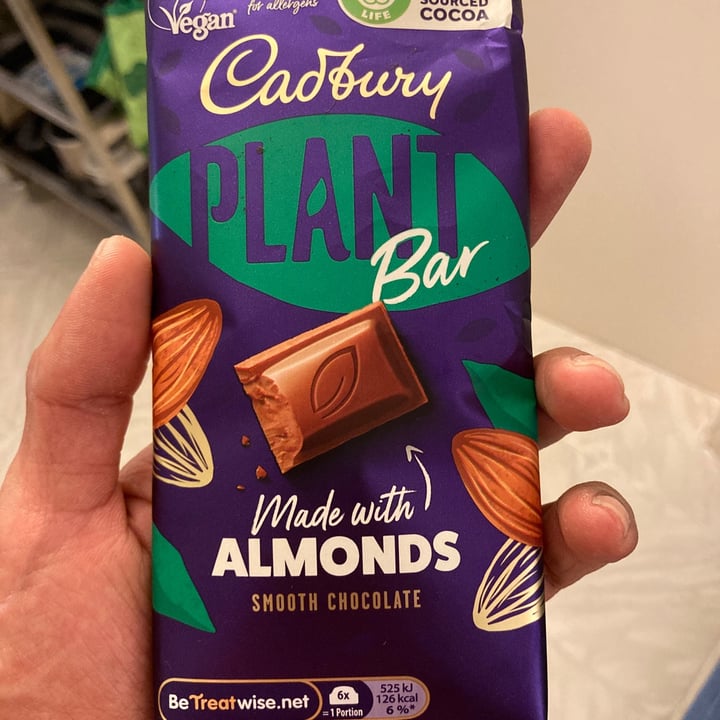 Vegan
for allergens
LIFE
SOURCED
COCOA
Cadbury
PLANT
Bar
Made with
ALMONDS
SMOOTH CHOCOLATE
BeTreatwise.net
6x
= 1 Portion
525 kJ
126 kcal
6 %*